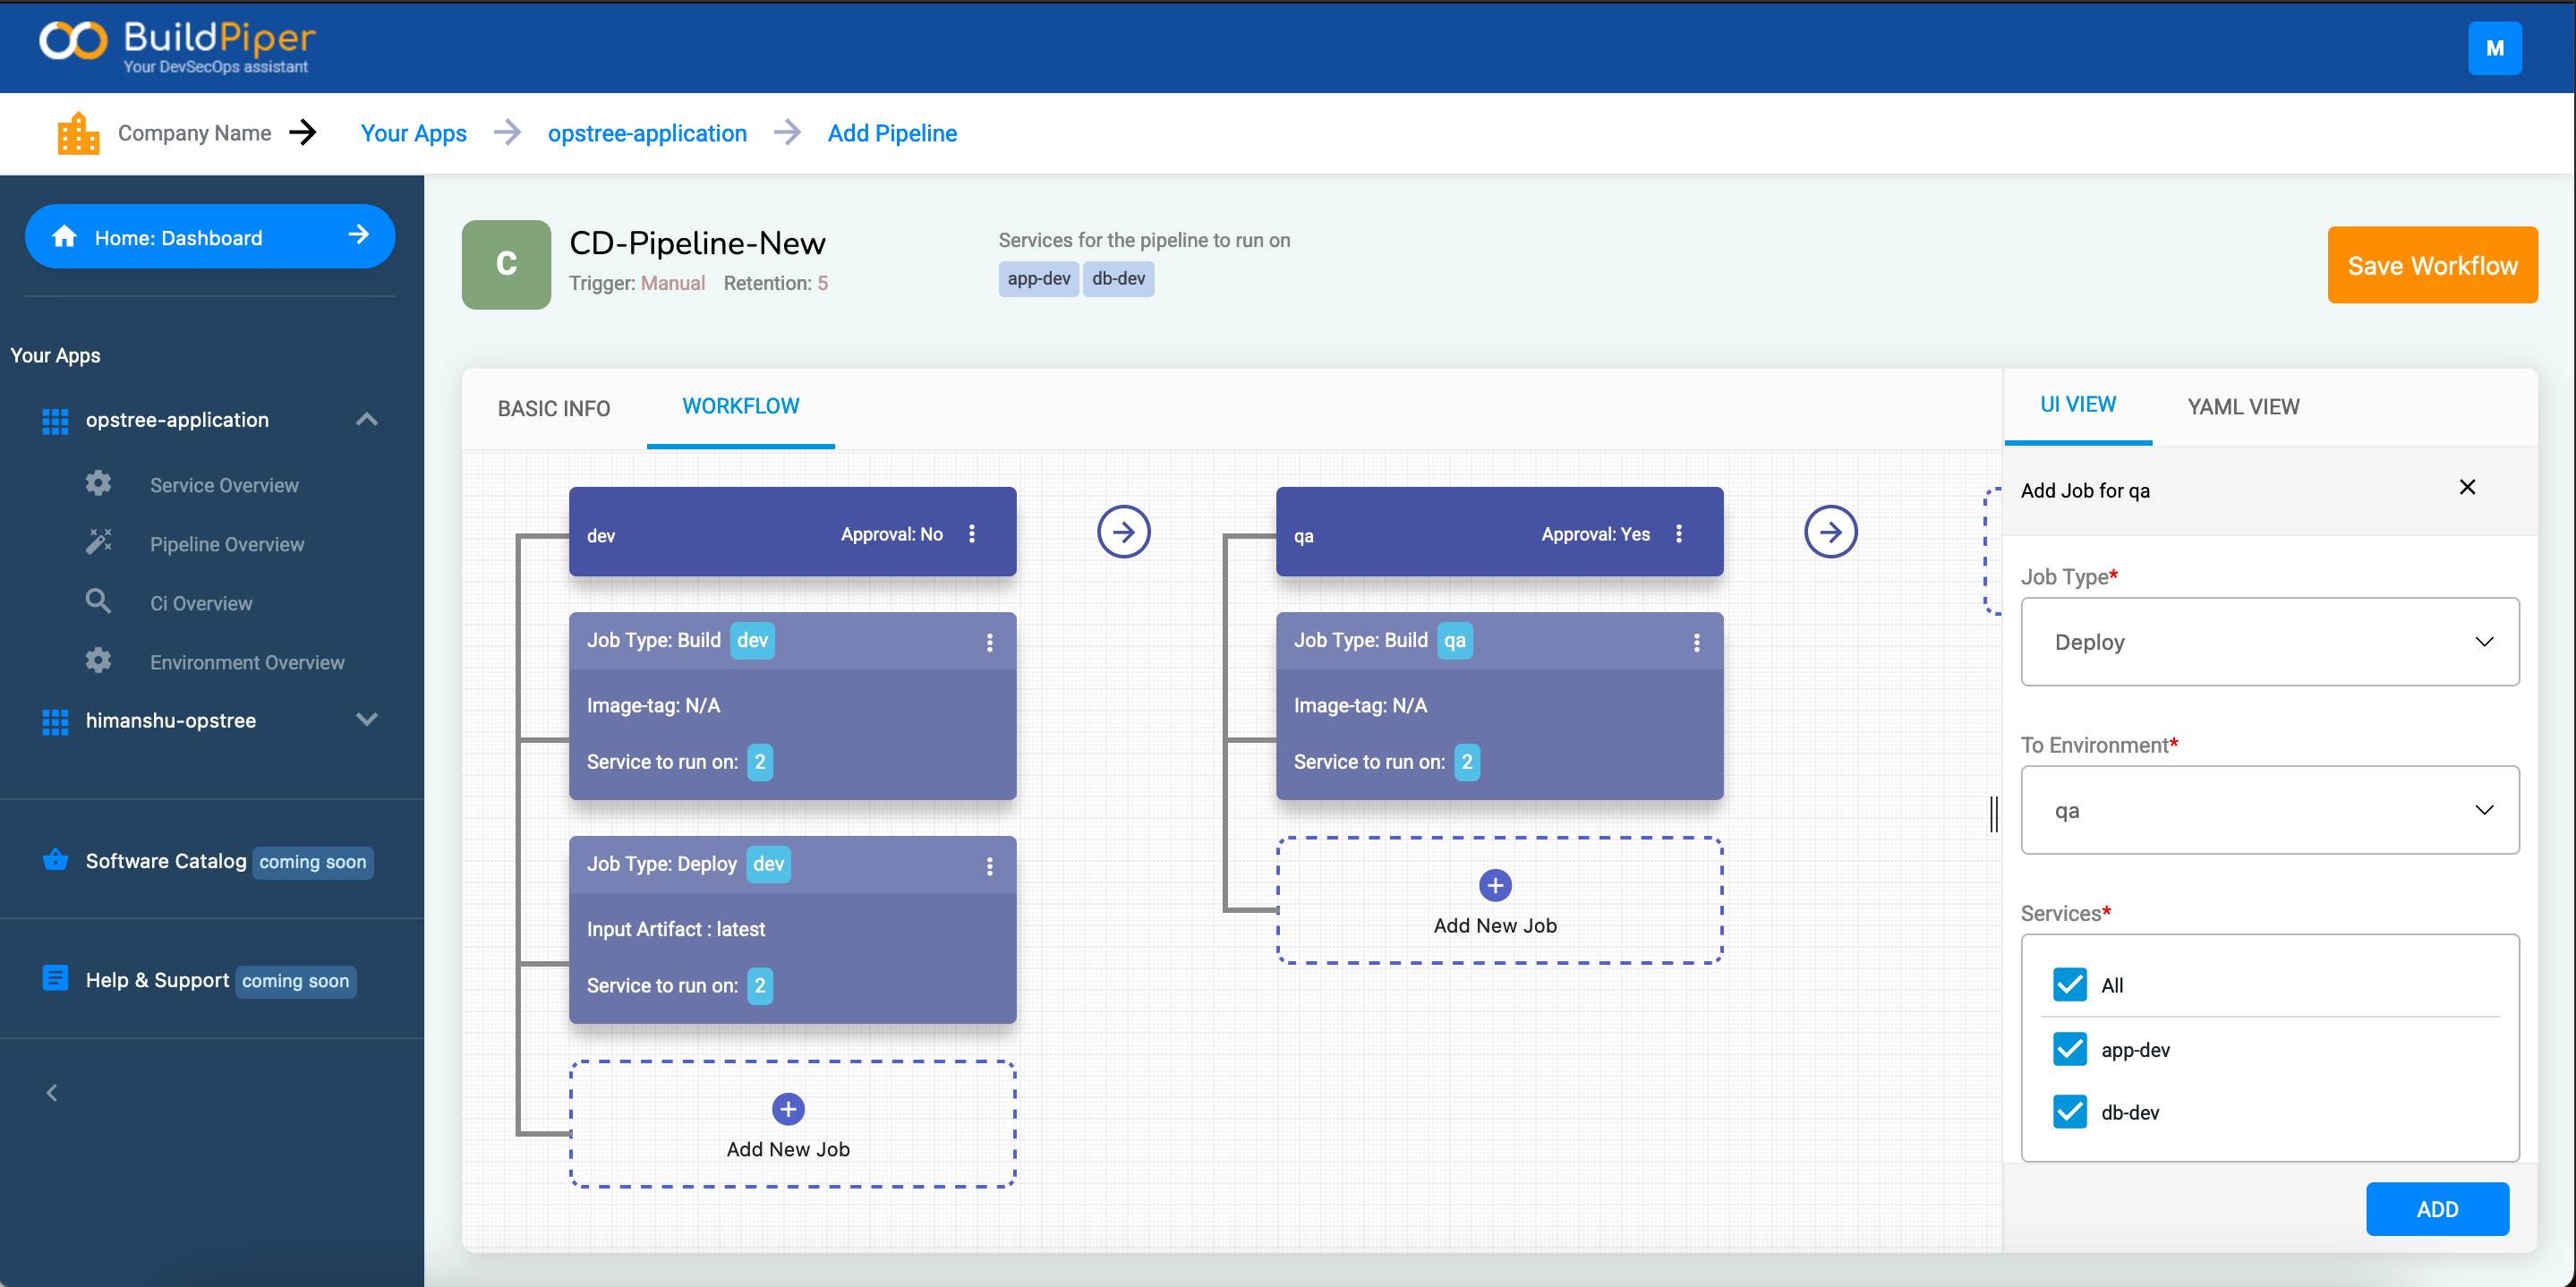 BuildPiper
Your DevSecOps assistant
M
Company Name
Your Apps
opstree-application
Add Pipeline
Home: Dashboard
Your Apps
opstree-application
Service Overview
Pipeline Overview
Ci Overview
Environment Overview
himanshu-opstree
Software Catalog coming soon
Help & Support coming soon
C
CD-Pipeline-New
Trigger: Manual Retention: 5
Services for the pipeline to run on
app-dev db-dev
Save Workflow
BASIC INFO
WORKFLOW
dev
Approval: No
Job Type: Build dev
Image-tag: N/A
Service to run on: 2
Job Type: Deploy dev
Input Artifact : latest
Service to run on: 2
Add New Job
qa
Approval: Yes
Job Type: Build qa
Image-tag: N/A
Service to run on: 2
Add New Job
UI VIEW
YAML VIEW
Add Job for qa
Job Type*
Deploy
To Environment*
qa
Services*
All
app-dev
db-dev
ADD